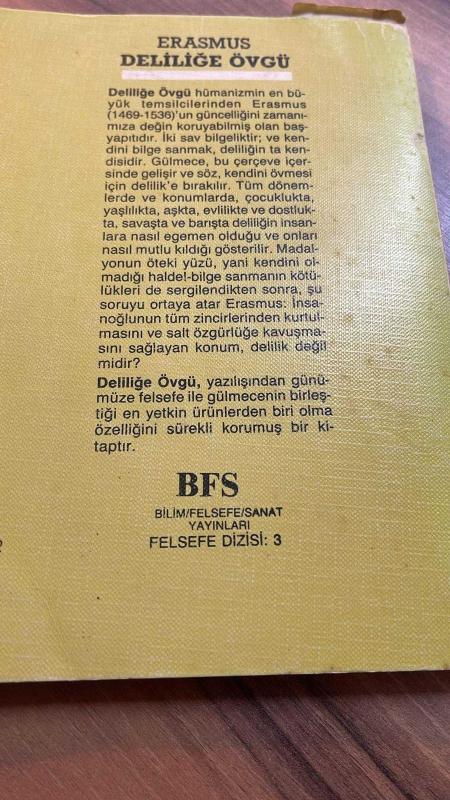 ERASMUS
DELİLİĞE ÖVGÜ
Deliliğe Övgü hümanizmin en bü-
yük temsilcilerinden Erasmus
(1469-1536)'un güncelliğini zamanı-
mıza değin koruyabilmiş olan baş-
yapıtıdır. İki sav bilgeliktir; ve ken-
dini bilge sanmak, deliliğin ta ken-
disidir. Gülmece, bu çerçeve içer-
sinde gelişir ve söz, kendini övmesi
için delilik'e bırakılır. Tüm dönem-
lerde ve konumlarda, çocuklukta,
yaşlılıkta, aşkta, evlilikte ve dostluk-
ta, savaşta ve barışta deliliğin insan-
lara nasıl egemen olduğu ve onları
nasıl mutlu kıldığı gösterilir. Madal-
yonun öteki yüzü, yani kendini ol-
madığı halde!-bilge sanmanın kötü-
lükleri de sergilendikten sonra, şu
soruyu ortaya atar Erasmus: İnsa-
noğlunun tüm zincirlerinden kurtul-
masını ve salt özgürlüğe kavuşma-
sını sağlayan konum, delilik değil
midir?
Deliliğe Övgü, yazılışından günü-
müze felsefe ile gülmecenin birleş-
tiği en yetkin ürünlerden biri olma
özelliğini sürekli korumuş bir ki-
taptır.
BFS
BİLİM/FELSEFE/SANAT
YAYINLARI
FELSEFE DİZİSİ: 3